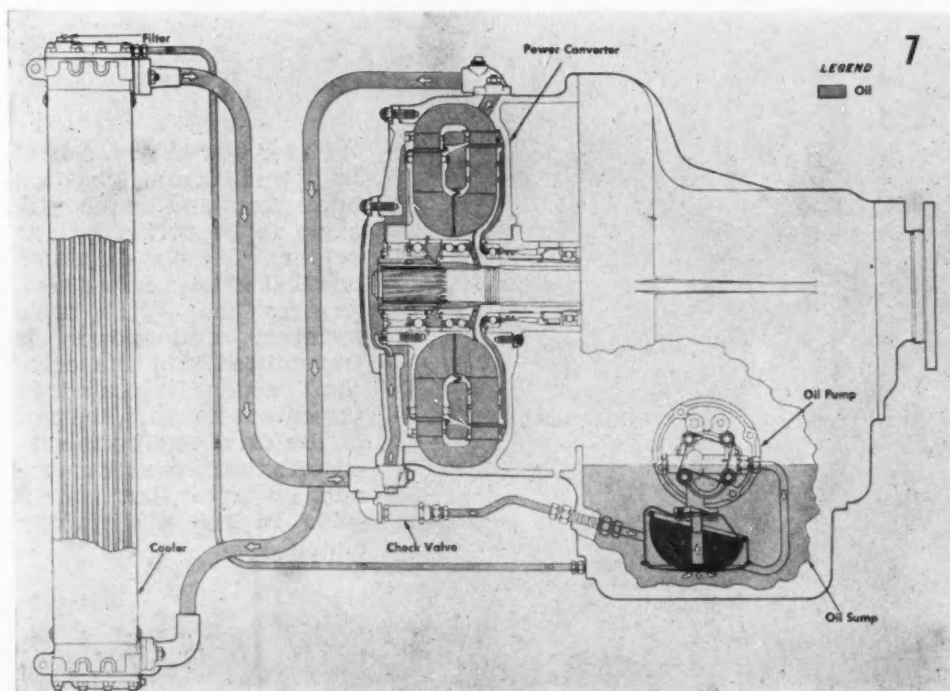 Filter
Power Converter
7
LEGEND
Oil
Oil Pump
Cooler
Check Valve
Oil Sump